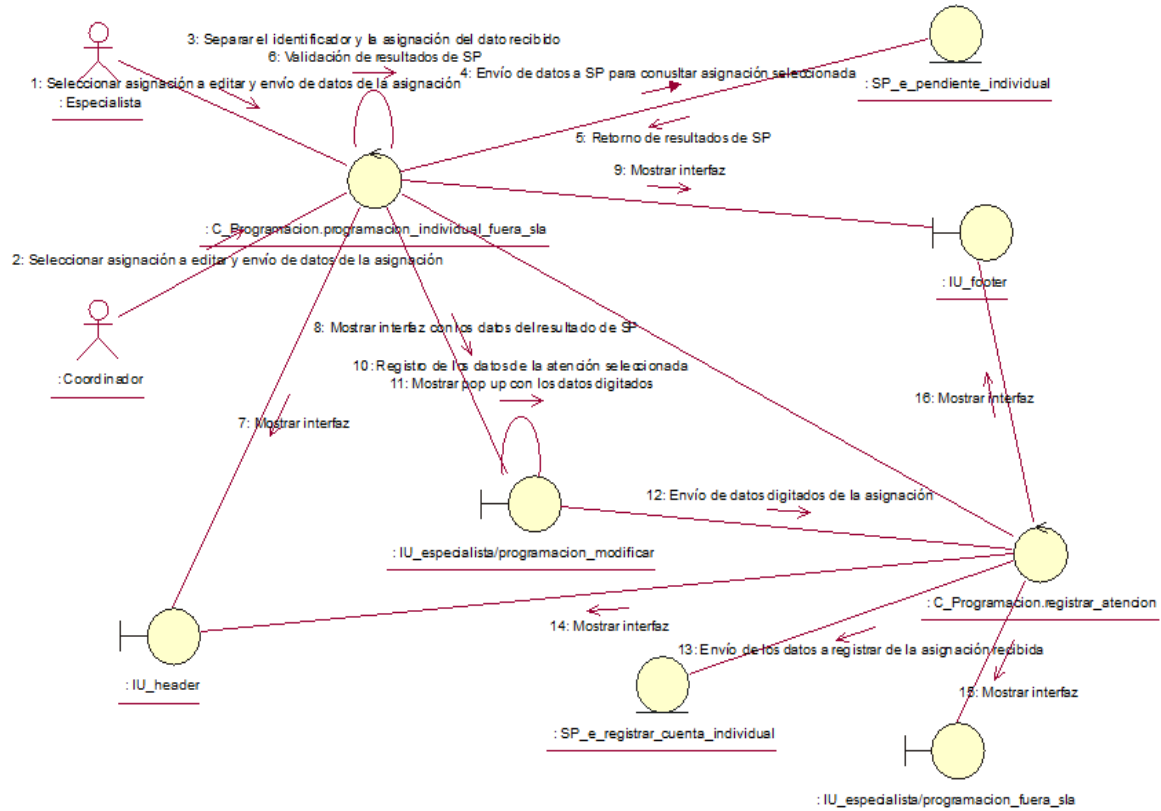 3: Separar el identificador y la asignación del dato recibido
6: Validación de resultados de SP
4: Envío de datos a SP para conusltar asignación seleccionada
1: Seleccionar asignación a editar y envío de datos de la asignación
: Especialista
: SP_e_pendiente_individual
5: Retorno de resultados de SP
9: Mostrar interfaz
: C_Programacion.programacion_individual_fuera_sla
2: Seleccionar asignación a editar y envío de datos de la asignación
: IU_footer
8: Mostrar interfaz con los datos del resultado de SP
10: Registro de los datos de la atención seleccionada
11: Mostrar pop up con los datos digitados
: Coordinador
7: Mostrar interfaz
16: Mostrar interfaz
12: Envío de datos digitados de la asignación
: IU_especialista/programacion_modificar
: C_Programacion.registrar_atencion
14: Mostrar interfaz
13: Envío de los datos a registrar de la asignación recibida
: IU_header
15: Mostrar interfaz
: SP_e_registrar_cuenta_individual
: IU_especialista/programacion_fuera_sla